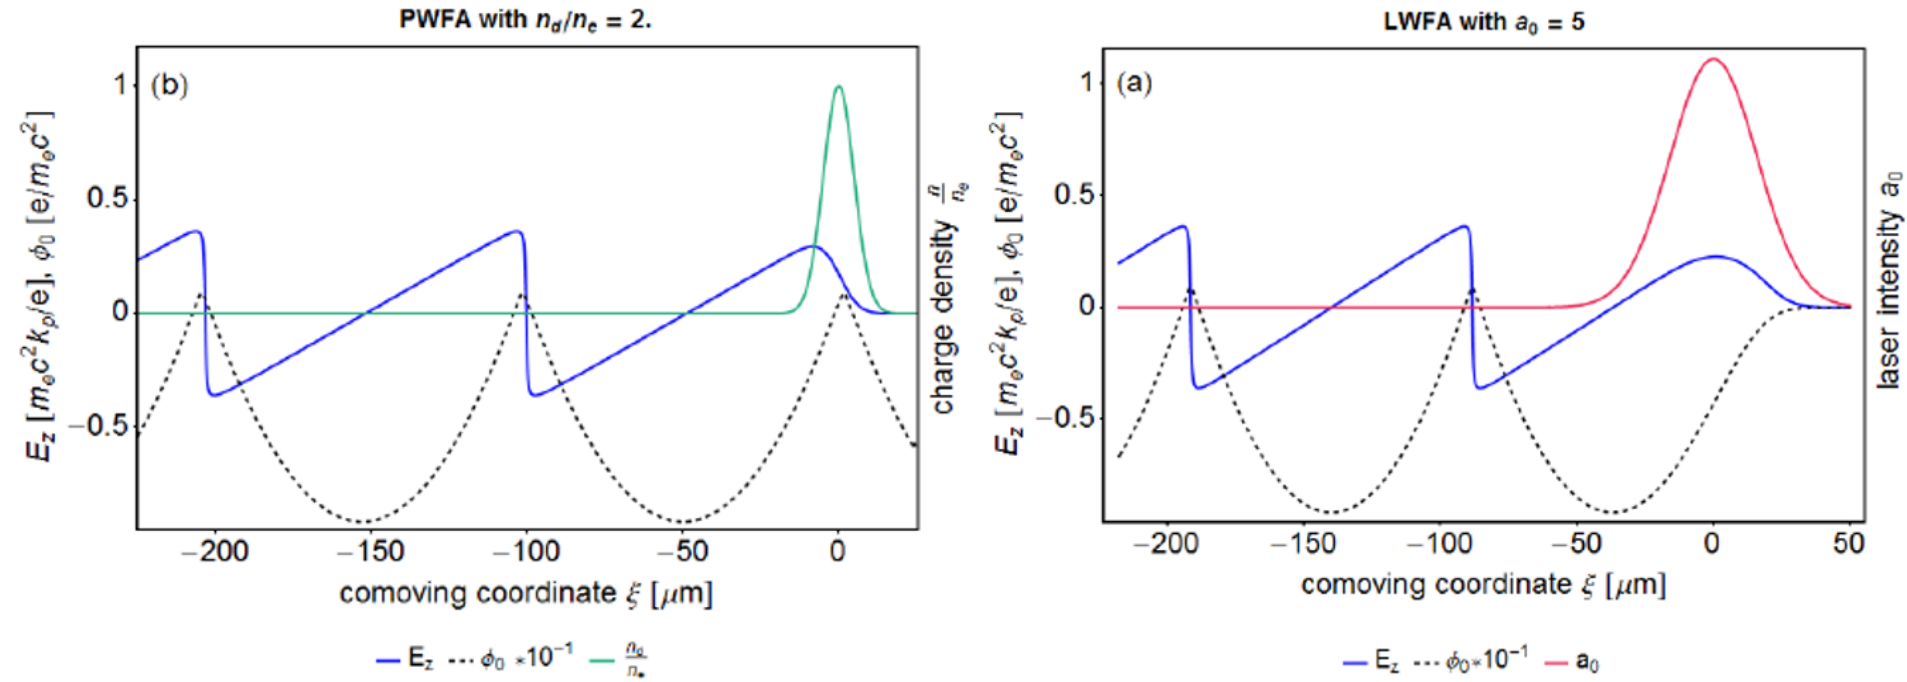 PWFA with n_d/n_e = 2.
(b)
1
0.5
0
−0.5
E_z [m_e c^2 k_p/e], ϕ_0 [e/m_e c^2]
charge density n/n_e
−200 −150 −100 −50 0
comoving coordinate ξ [μm]
E_z ϕ_0 *10^−1 n_d/n_e
LWFA with a_0 = 5
(a)
1
0.5
0
−0.5
E_z [m_e c^2 k_p/e], ϕ_0 [e/m_e c^2]
laser intensity a_0
−200 −150 −100 −50 0 50
comoving coordinate ξ [μm]
E_z ϕ_0*10^−1 a_0